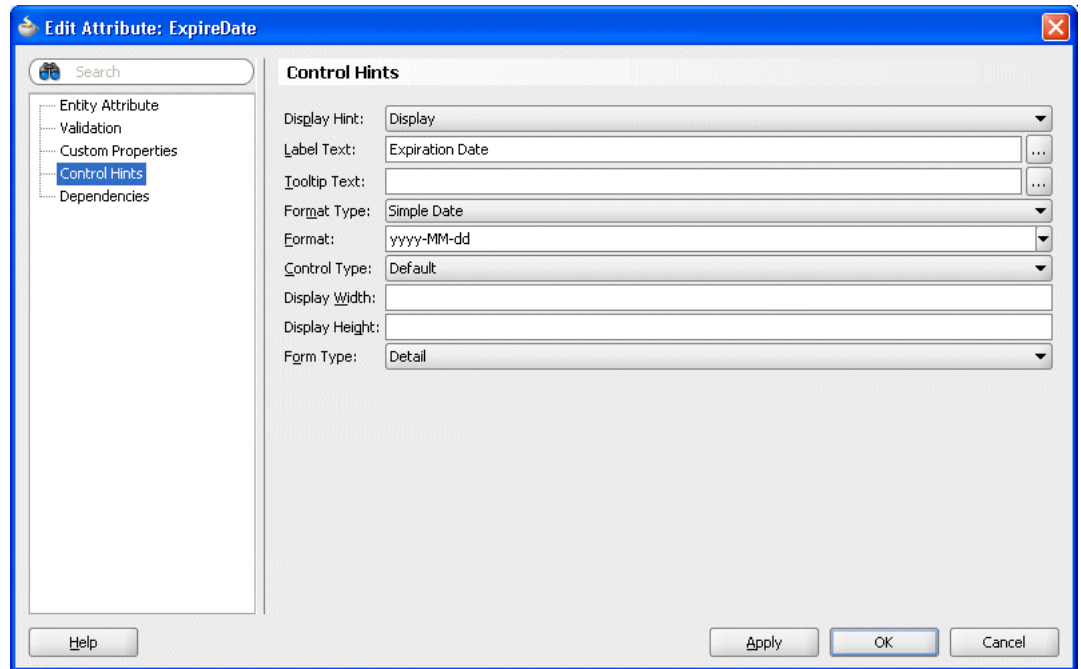 Edit Attribute: ExpireDate
Search
Entity Attribute
Validation
Custom Properties
Control Hints
Dependencies
Control Hints
Display Hint: Display
Label Text: Expiration Date ...
Tooltip Text: ...
Format Type: Simple Date
Format: yyyy-MM-dd
Control Type: Default
Display Width:
Display Height:
Form Type: Detail
Help Apply OK Cancel